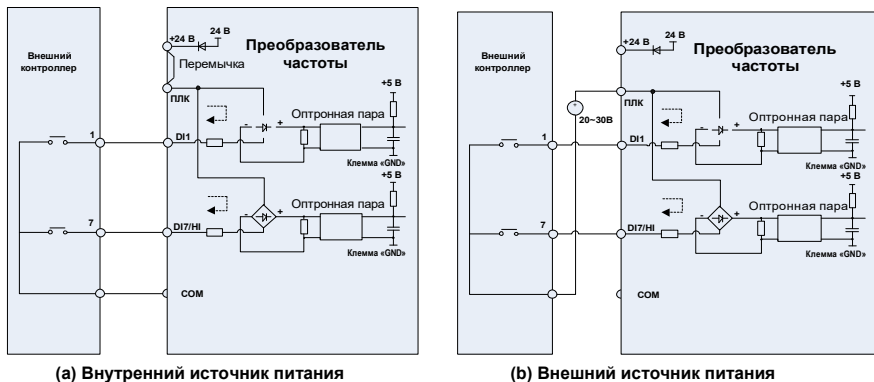 +24 В
24 В
Внешний
контроллер
Перемычка
Преобразователь
частоты
ПЛК
+5 В
Оптронная пара
1
DI1
- +
Клемма «GND»
+5 В
Оптронная пара
7
DI7/HI
- +
Клемма «GND»
COM
(a) Внутренний источник питания
+24 В
24 В
Внешний
контроллер
Преобразователь
частоты
ПЛК
20~30В
+5 В
Оптронная пара
1
DI1
- +
Клемма «GND»
+5 В
Оптронная пара
7
DI7/HI
- +
Клемма «GND»
COM
(b) Внешний источник питания